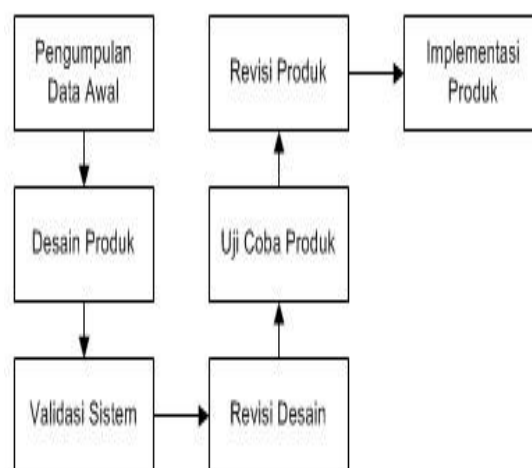 Pengumpulan
Data Awal
Desain Produk
Validasi Sistem
Revisi Desain
Uji Coba Produk
Revisi Produk
Implementasi
Produk